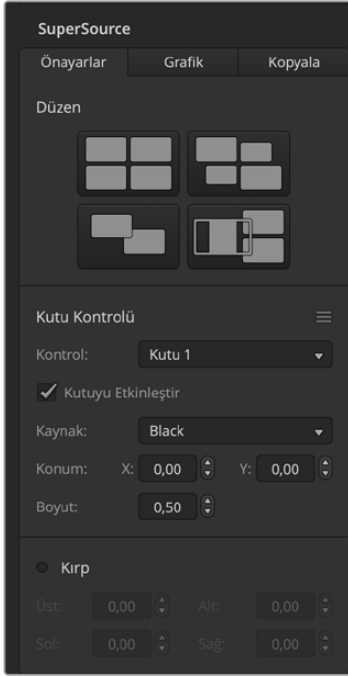 SuperSource
Önayarlar Grafik Kopyala
Düzen
Kutu Kontrolü
Kontrol: Kutu 1
Kutuyu Etkinleştir
Kaynak: Black
Konum: X: 0,00 Y: 0,00
Boyut: 0,50
Kırp
Üst: 0,00 Alt: 0,00
Sol: 0,00 Sağ: 0,00